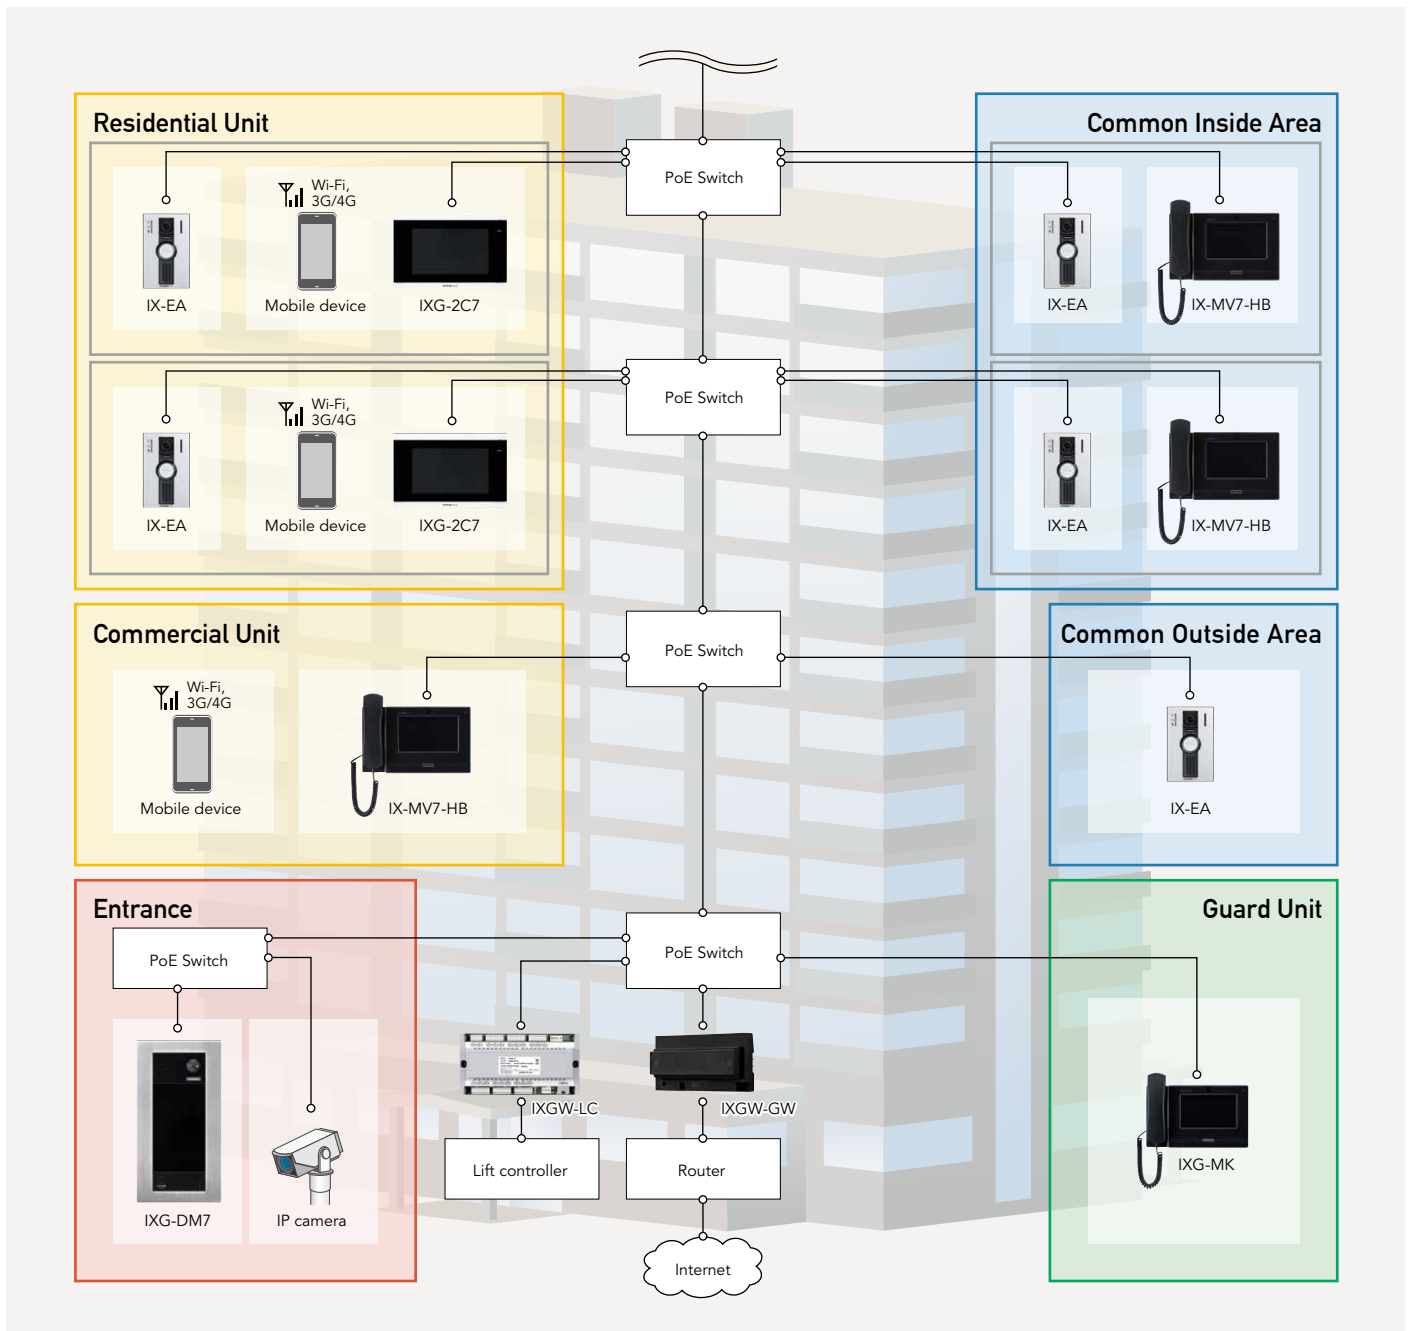 Residential Unit
PoE Switch
Common Inside Area
Wi-Fi,
3G/4G
IX-EA
Mobile device
IXG-2C7
IX-EA
IX-MV7-HB
PoE Switch
Wi-Fi,
3G/4G
IX-EA
Mobile device
IXG-2C7
IX-EA
IX-MV7-HB
Commercial Unit
PoE Switch
Common Outside Area
Wi-Fi,
3G/4G
Mobile device
IX-MV7-HB
IX-EA
Entrance
PoE Switch
PoE Switch
Guard Unit
IXGW-LC
IXGW-GW
Lift controller
Router
IXG-MK
IXG-DM7
IP camera
Internet